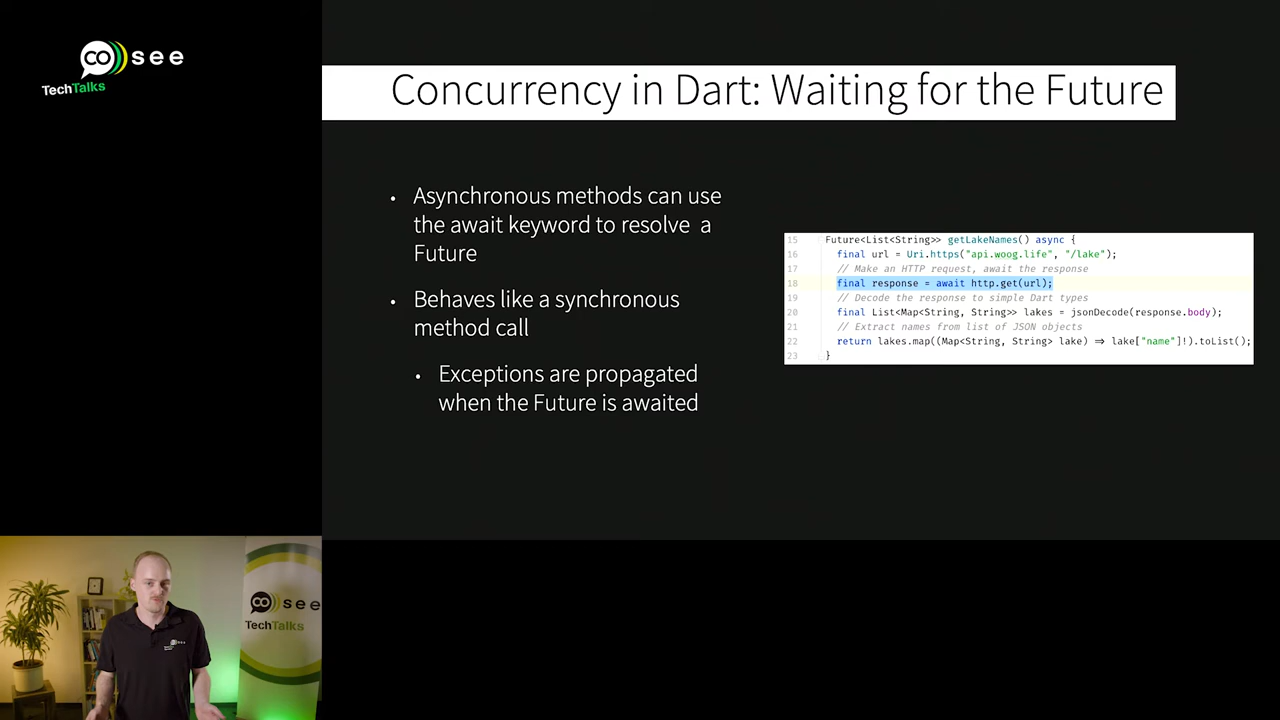 co see
TechTalks
Concurrency in Dart: Waiting for the Future
• Asynchronous methods can use
the await keyword to resolve a
Future
• Behaves like a synchronous
method call
• Exceptions are propagated
when the Future is awaited
15 Future<List<String>> getLakeNames() async {
16 final url = Uri.https("api.woog.life", "/lake");
17 // Make an HTTP request, await the response
18 final response = await http.get(url);
19 // Decode the response to simple Dart types
20 final List<Map<String, String>> lakes = jsonDecode(response.body);
21 // Extract names from list of JSON objects
22 return lakes.map((Map<String, String> lake) => lake["name"]!).toList();
23 }
co see
TechTalks